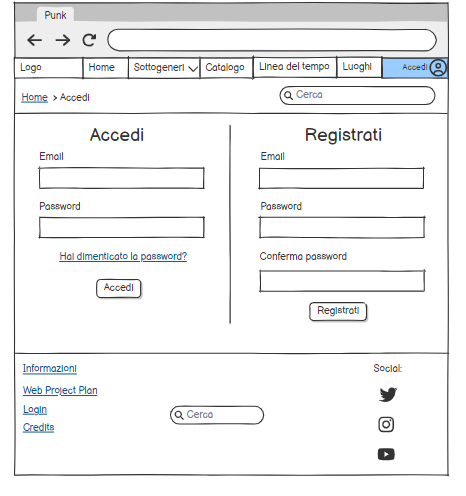 Punk
Logo
Home
Sottogeneri
Catalogo
Linea del tempo
Luoghi
Accedi
Home > Accedi
Cerca
Accedi
Email
Password
Hai dimenticato la password?
Accedi
Registrati
Email
Password
Conferma password
Registrati
Informazioni
Web Project Plan
Login
Credits
Cerca
Social: